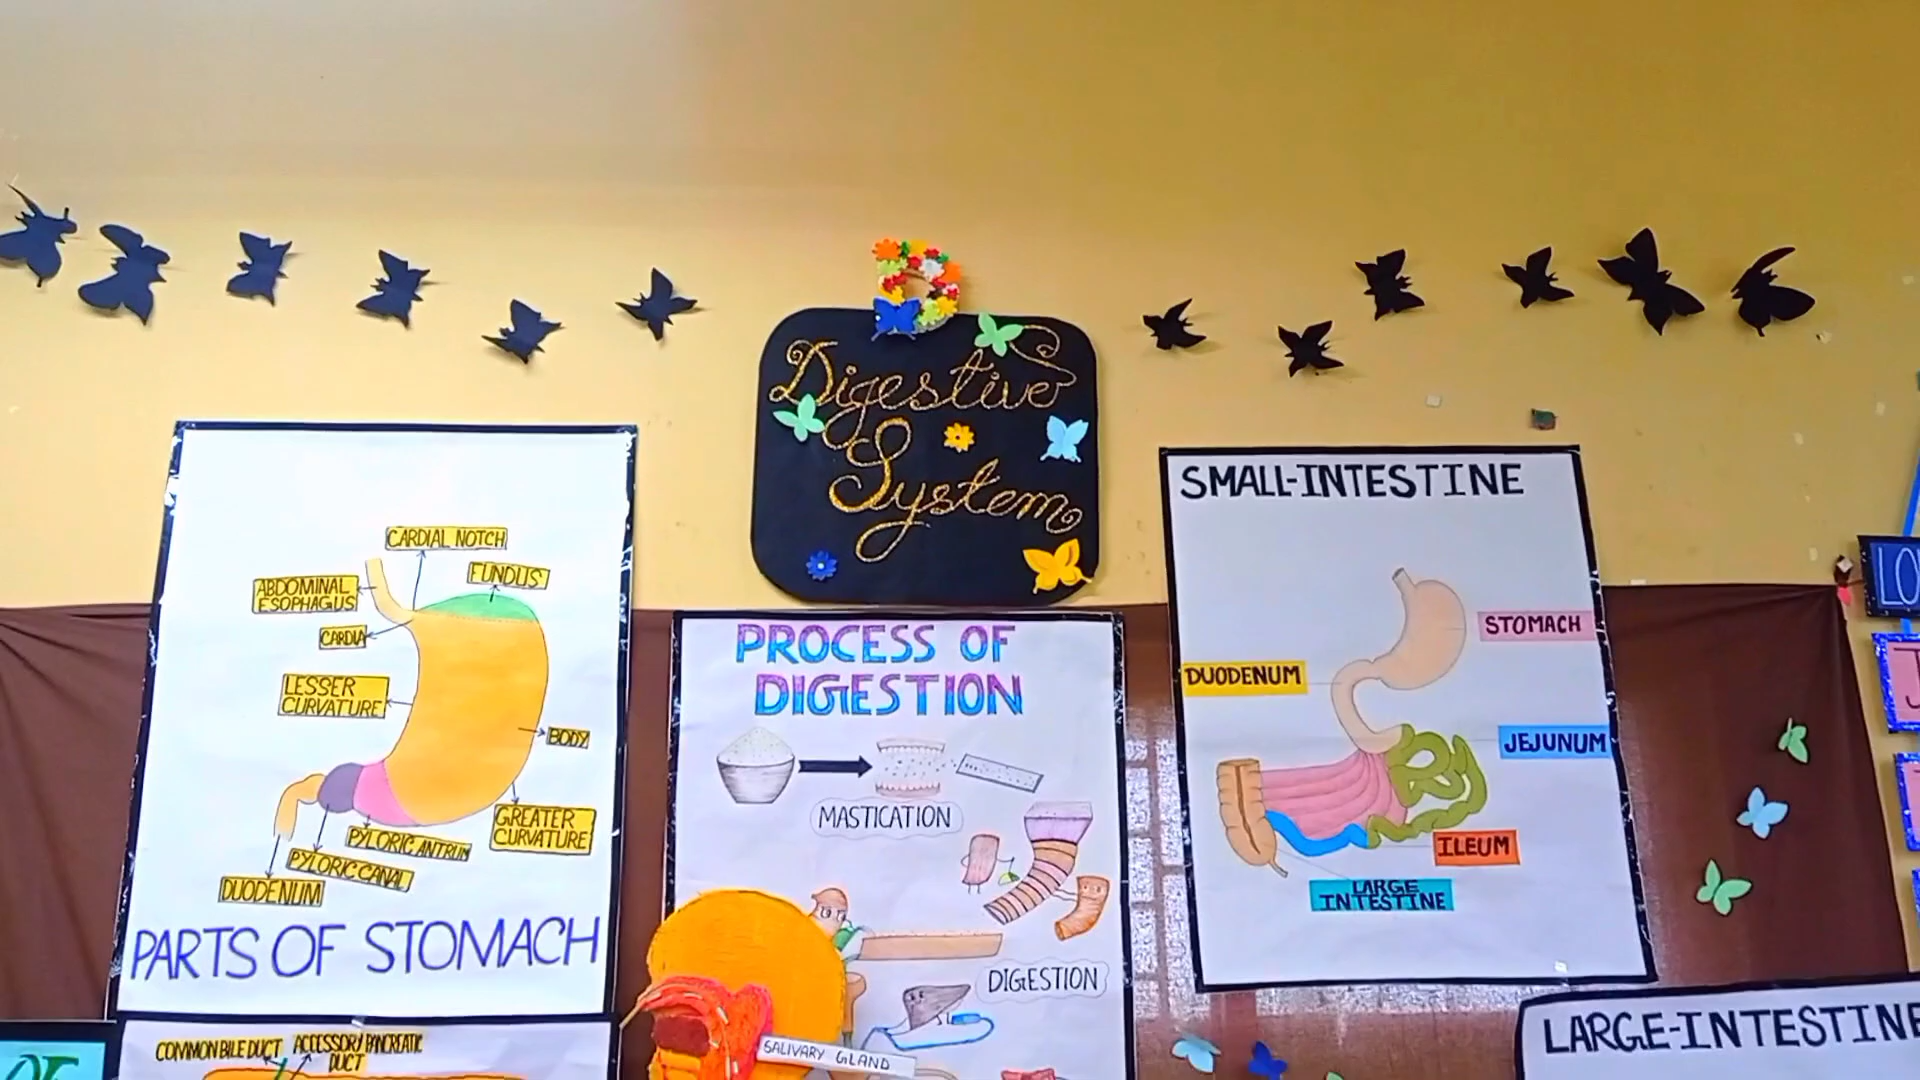 Digestive
System
CARDIAL NOTCH
FUNDUS
ABDOMINAL
ESOPHAGUS
CARDIA
LESSER
CURVATURE
BODY
GREATER
CURVATURE
PYLORIC ANTRUM
PYLORIC CANAL
DUODENUM
PARTS OF STOMACH
COMMON BILE DUCT
ACCESSORY PANCREATIC
DUCT
PROCESS OF
DIGESTION
MASTICATION
DIGESTION
SALIVARY GLAND
SMALL-INTESTINE
STOMACH
DUODENUM
JEJUNUM
ILEUM
LARGE
INTESTINE
LARGE-INTESTINE
OF
LO